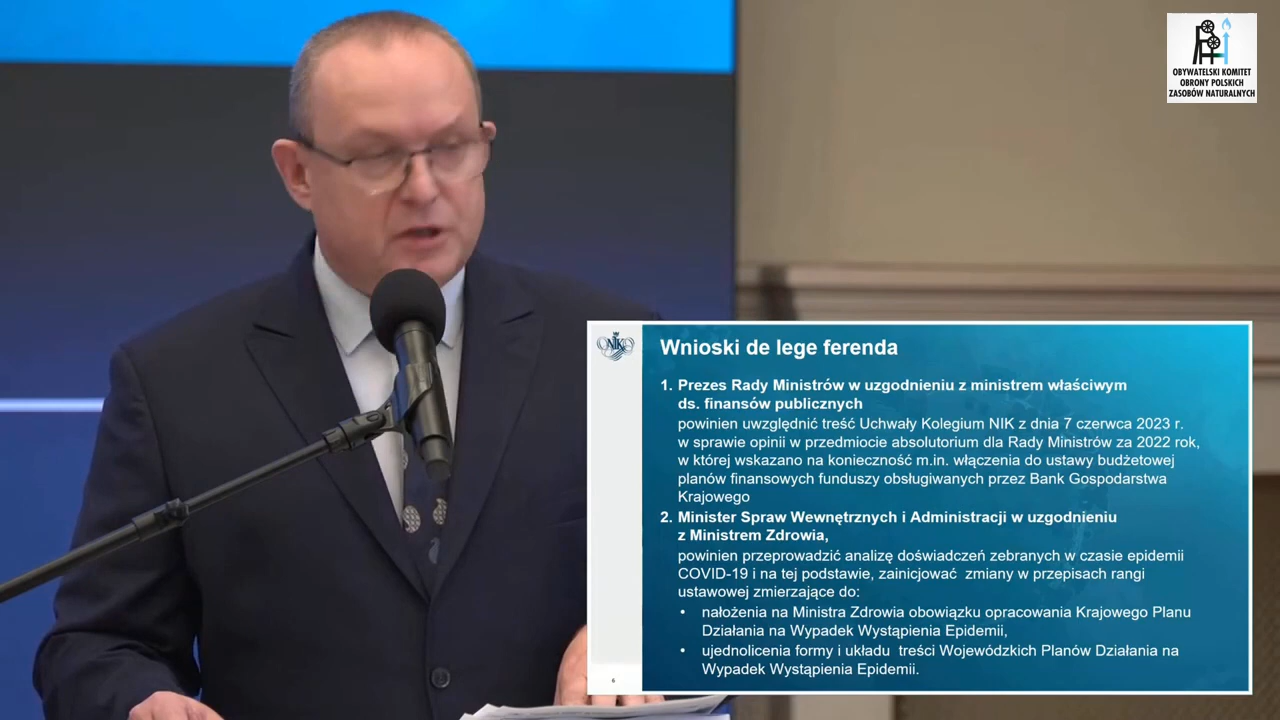 OBYWATELSKI KOMITET
OBRONY POLSKICH
ZASOBÓW NATURALNYCH
NIK
Wnioski de lege ferenda
1. Prezes Rady Ministrów w uzgodnieniu z ministrem właściwym
ds. finansów publicznych
powinien uwzględnić treść Uchwały Kolegium NIK z dnia 7 czerwca 2023 r.
w sprawie opinii w przedmiocie absolutorium dla Rady Ministrów za 2022 rok,
w której wskazano na konieczność m.in. włączenia do ustawy budżetowej
planów finansowych funduszy obsługiwanych przez Bank Gospodarstwa
Krajowego
2. Minister Spraw Wewnętrznych i Administracji w uzgodnieniu
z Ministrem Zdrowia,
powinien przeprowadzić analizę doświadczeń zebranych w czasie epidemii
COVID-19 i na tej podstawie, zainicjować zmiany w przepisach rangi
ustawowej zmierzające do:
• nałożenia na Ministra Zdrowia obowiązku opracowania Krajowego Planu
Działania na Wypadek Wystąpienia Epidemii,
• ujednolicenia formy i układu treści Wojewódzkich Planów Działania na
Wypadek Wystąpienia Epidemii.
6